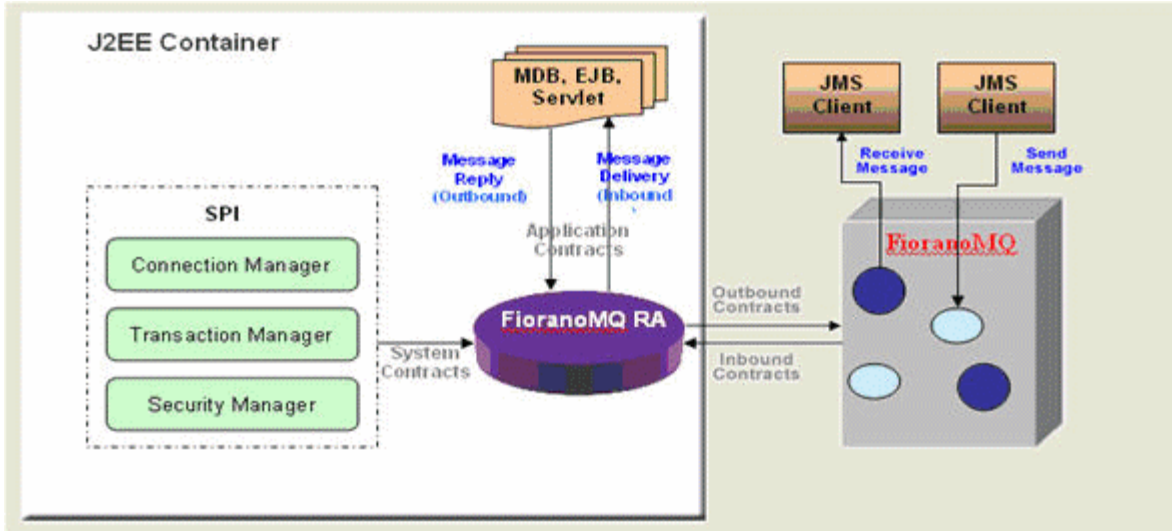 J2EE Container
MDB, EJB,
Servlet
JMS
Client
JMS
Client
Message
Reply
(Outbound)
Message
Delivery
(Inbound
Receive
Message
Send
Message
SPI
Connection Manager
Transaction Manager
Security Manager
Application
Contracts
FioranoMQ
FioranoMQ RA
System
Contracts
Outbound
Contracts
Inbound
Contracts